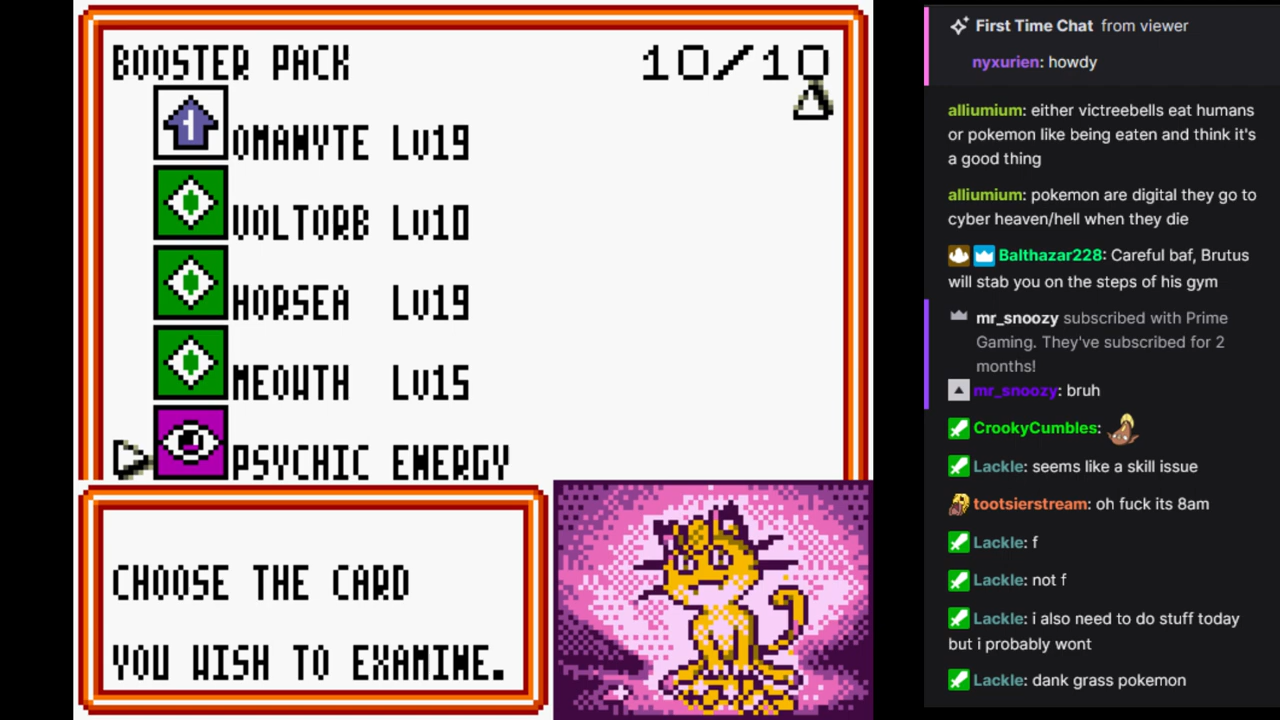 BOOSTER PACK 10/10
1 OMANYTE Lv19
VOLTORB Lv10
HORSEA Lv19
MEOWTH Lv15
PSYCHIC ENERGY
CHOOSE THE CARD
YOU WISH TO EXAMINE.
First Time Chat from viewer
nyxurien: howdy
alliumium: either victreebells eat humans
or pokemon like being eaten and think it's
a good thing
alliumium: pokemon are digital they go to
cyber heaven/hell when they die
Balthazar228: Careful baf, Brutus
will stab you on the steps of his gym
mr_snoozy subscribed with Prime
Gaming. They've subscribed for 2
months!
mr_snoozy: bruh
CrookyCumbles:
Lackle: seems like a skill issue
tootsierstream: oh fuck its 8am
Lackle: f
Lackle: not f
Lackle: i also need to do stuff today
but i probably wont
Lackle: dank grass pokemon